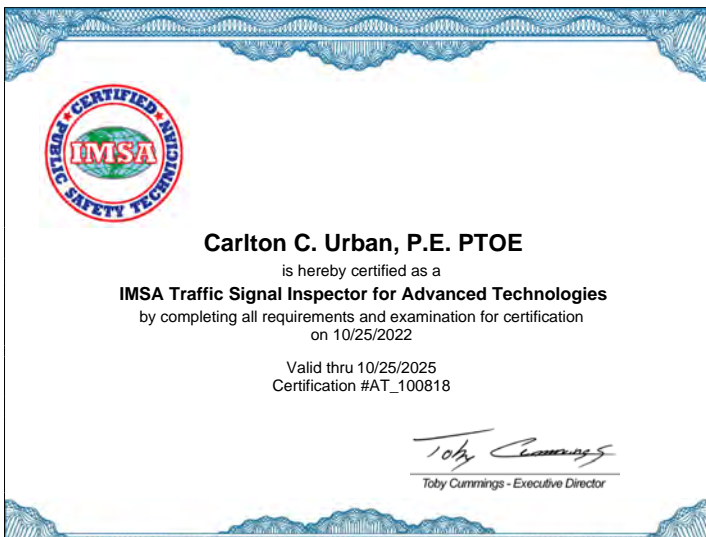 CERTIFIED
IMSA
PUBLIC SAFETY TECHNICIAN
Carlton C. Urban, P.E. PTOE
is hereby certified as a
IMSA Traffic Signal Inspector for Advanced Technologies
by completing all requirements and examination for certification
on 10/25/2022
Valid thru 10/25/2025
Certification #AT_100818
Toby Cummings
Toby Cummings - Executive Director